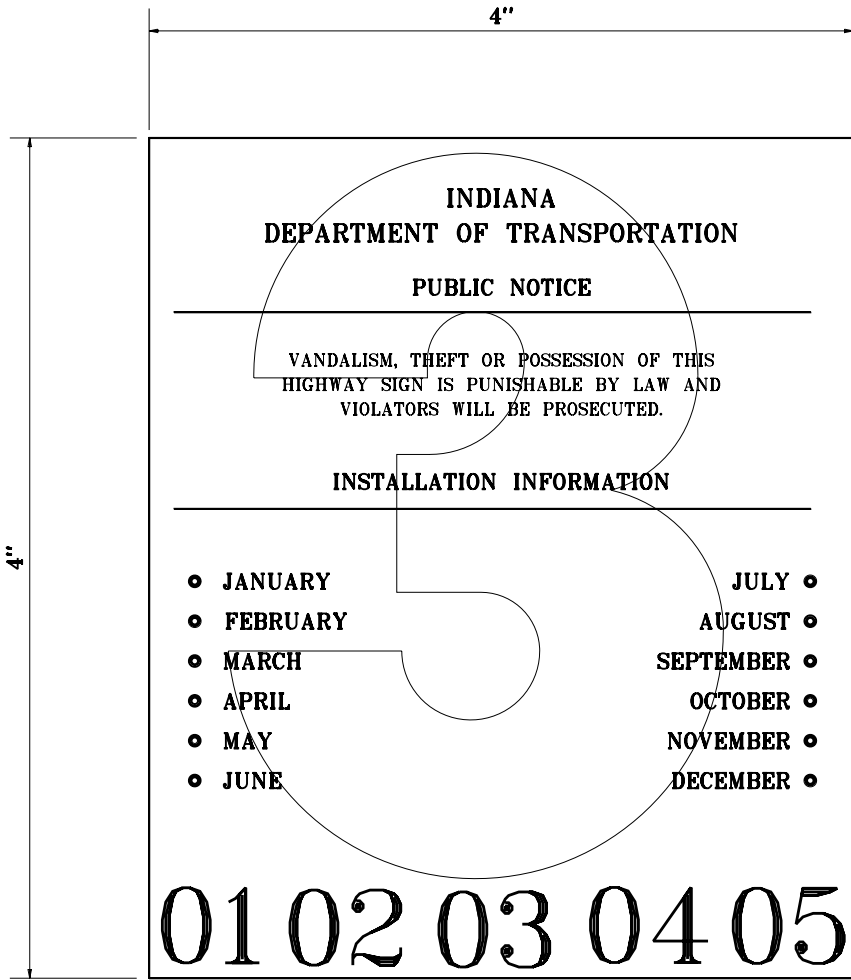 4"
INDIANA
DEPARTMENT OF TRANSPORTATION
PUBLIC NOTICE
VANDALISM, THEFT OR POSSESSION OF THIS
HIGHWAY SIGN IS PUNISHABLE BY LAW AND
VIOLATORS WILL BE PROSECUTED.
INSTALLATION INFORMATION
3
4"
JANUARY JULY
FEBRUARY AUGUST
MARCH SEPTEMBER
APRIL OCTOBER
MAY NOVEMBER
JUNE DECEMBER
01 02 03 04 05